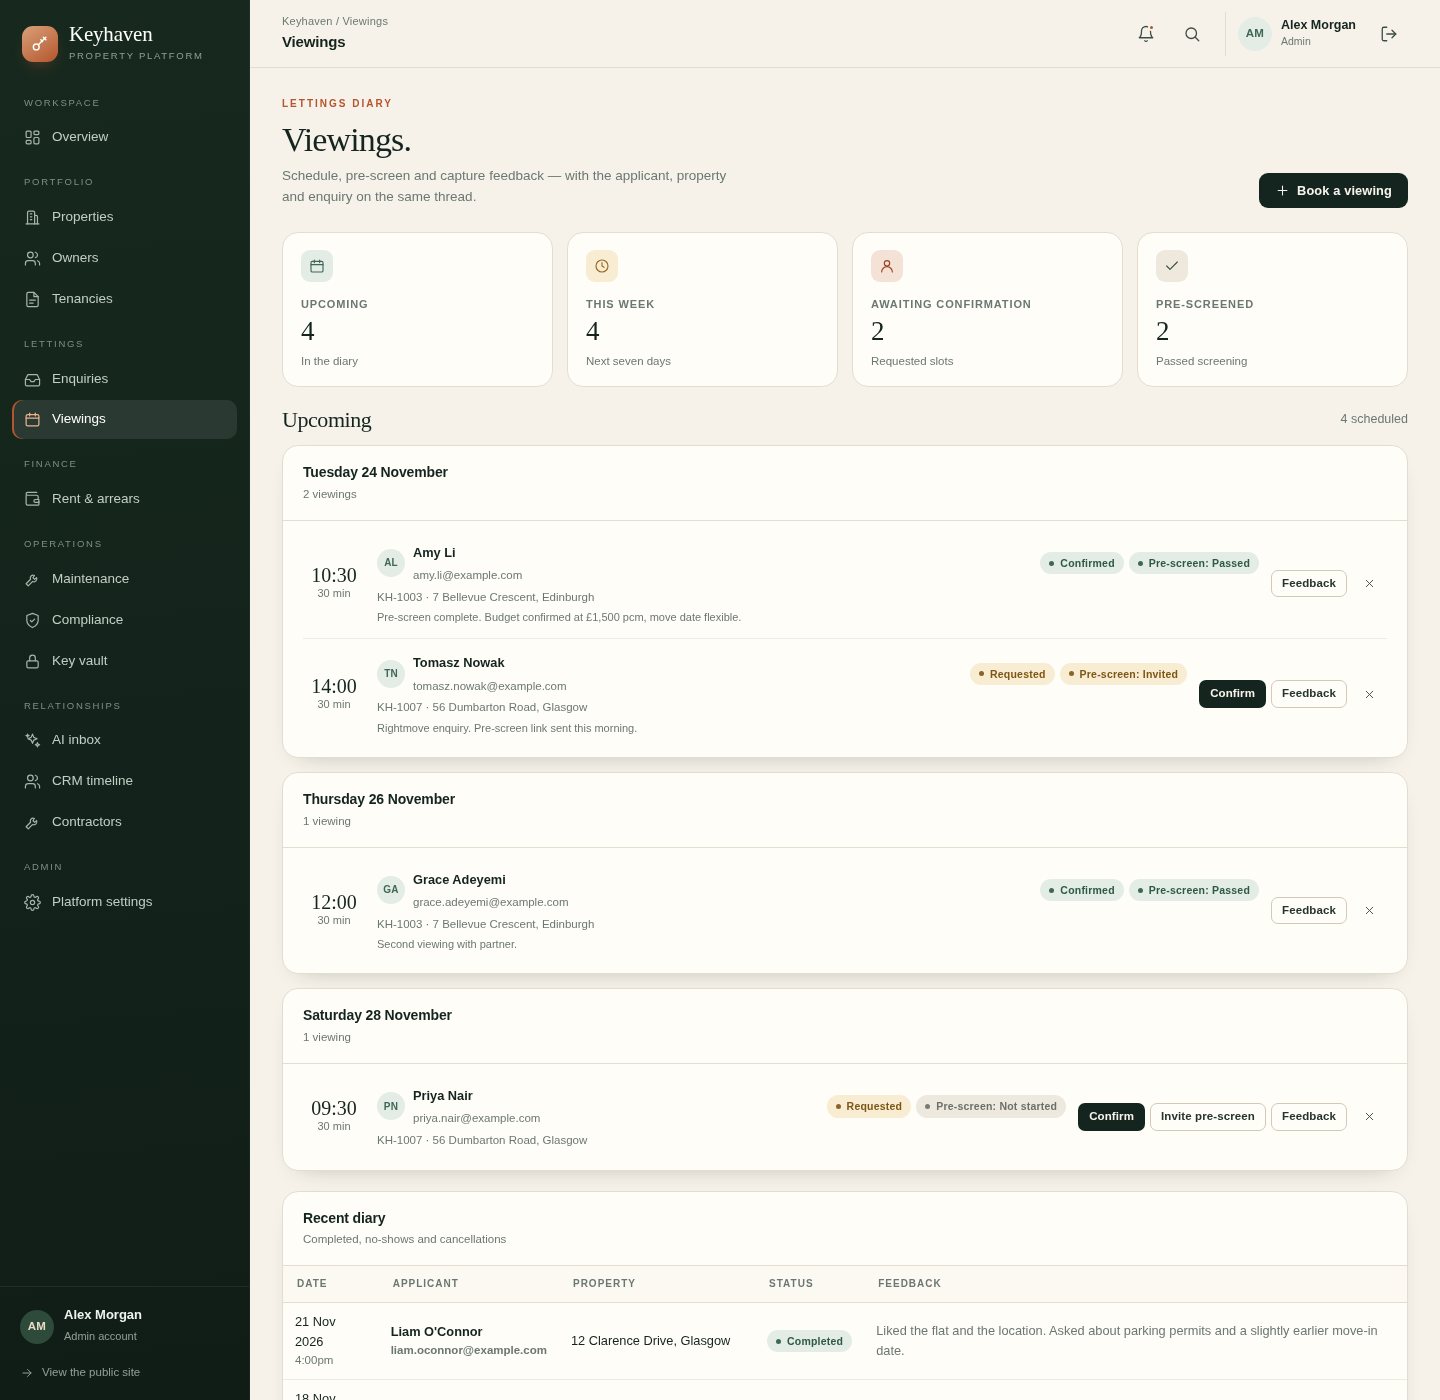 Keyhaven
PROPERTY PLATFORM
WORKSPACE
Overview
PORTFOLIO
Properties
Owners
Tenancies
LETTINGS
Enquiries
Viewings
FINANCE
Rent & arrears
OPERATIONS
Maintenance
Compliance
Key vault
RELATIONSHIPS
AI inbox
CRM timeline
Contractors
ADMIN
Platform settings
AM
Alex Morgan
Admin account
View the public site
Keyhaven / Viewings
Viewings
AM
Alex Morgan
Admin
LETTINGS DIARY
Viewings.
Schedule, pre-screen and capture feedback — with the applicant, property
and enquiry on the same thread.
Book a viewing
UPCOMING
4
In the diary
THIS WEEK
4
Next seven days
AWAITING CONFIRMATION
2
Requested slots
PRE-SCREENED
2
Passed screening
Upcoming
4 scheduled
Tuesday 24 November
2 viewings
10:30
30 min
AL
Amy Li
amy.li@example.com
KH-1003 · 7 Bellevue Crescent, Edinburgh
Pre-screen complete. Budget confirmed at £1,500 pcm, move date flexible.
Confirmed
Pre-screen: Passed
Feedback
14:00
30 min
TN
Tomasz Nowak
tomasz.nowak@example.com
KH-1007 · 56 Dumbarton Road, Glasgow
Rightmove enquiry. Pre-screen link sent this morning.
Requested
Pre-screen: Invited
Confirm
Feedback
Thursday 26 November
1 viewing
12:00
30 min
GA
Grace Adeyemi
grace.adeyemi@example.com
KH-1003 · 7 Bellevue Crescent, Edinburgh
Second viewing with partner.
Confirmed
Pre-screen: Passed
Feedback
Saturday 28 November
1 viewing
09:30
30 min
PN
Priya Nair
priya.nair@example.com
KH-1007 · 56 Dumbarton Road, Glasgow
Requested
Pre-screen: Not started
Confirm
Invite pre-screen
Feedback
Recent diary
Completed, no-shows and cancellations
DATE
APPLICANT
PROPERTY
STATUS
FEEDBACK
21 Nov
2026
4:00pm
Liam O'Connor
liam.oconnor@example.com
12 Clarence Drive, Glasgow
Completed
Liked the flat and the location. Asked about parking permits and a slightly earlier move-in
date.
18 Nov